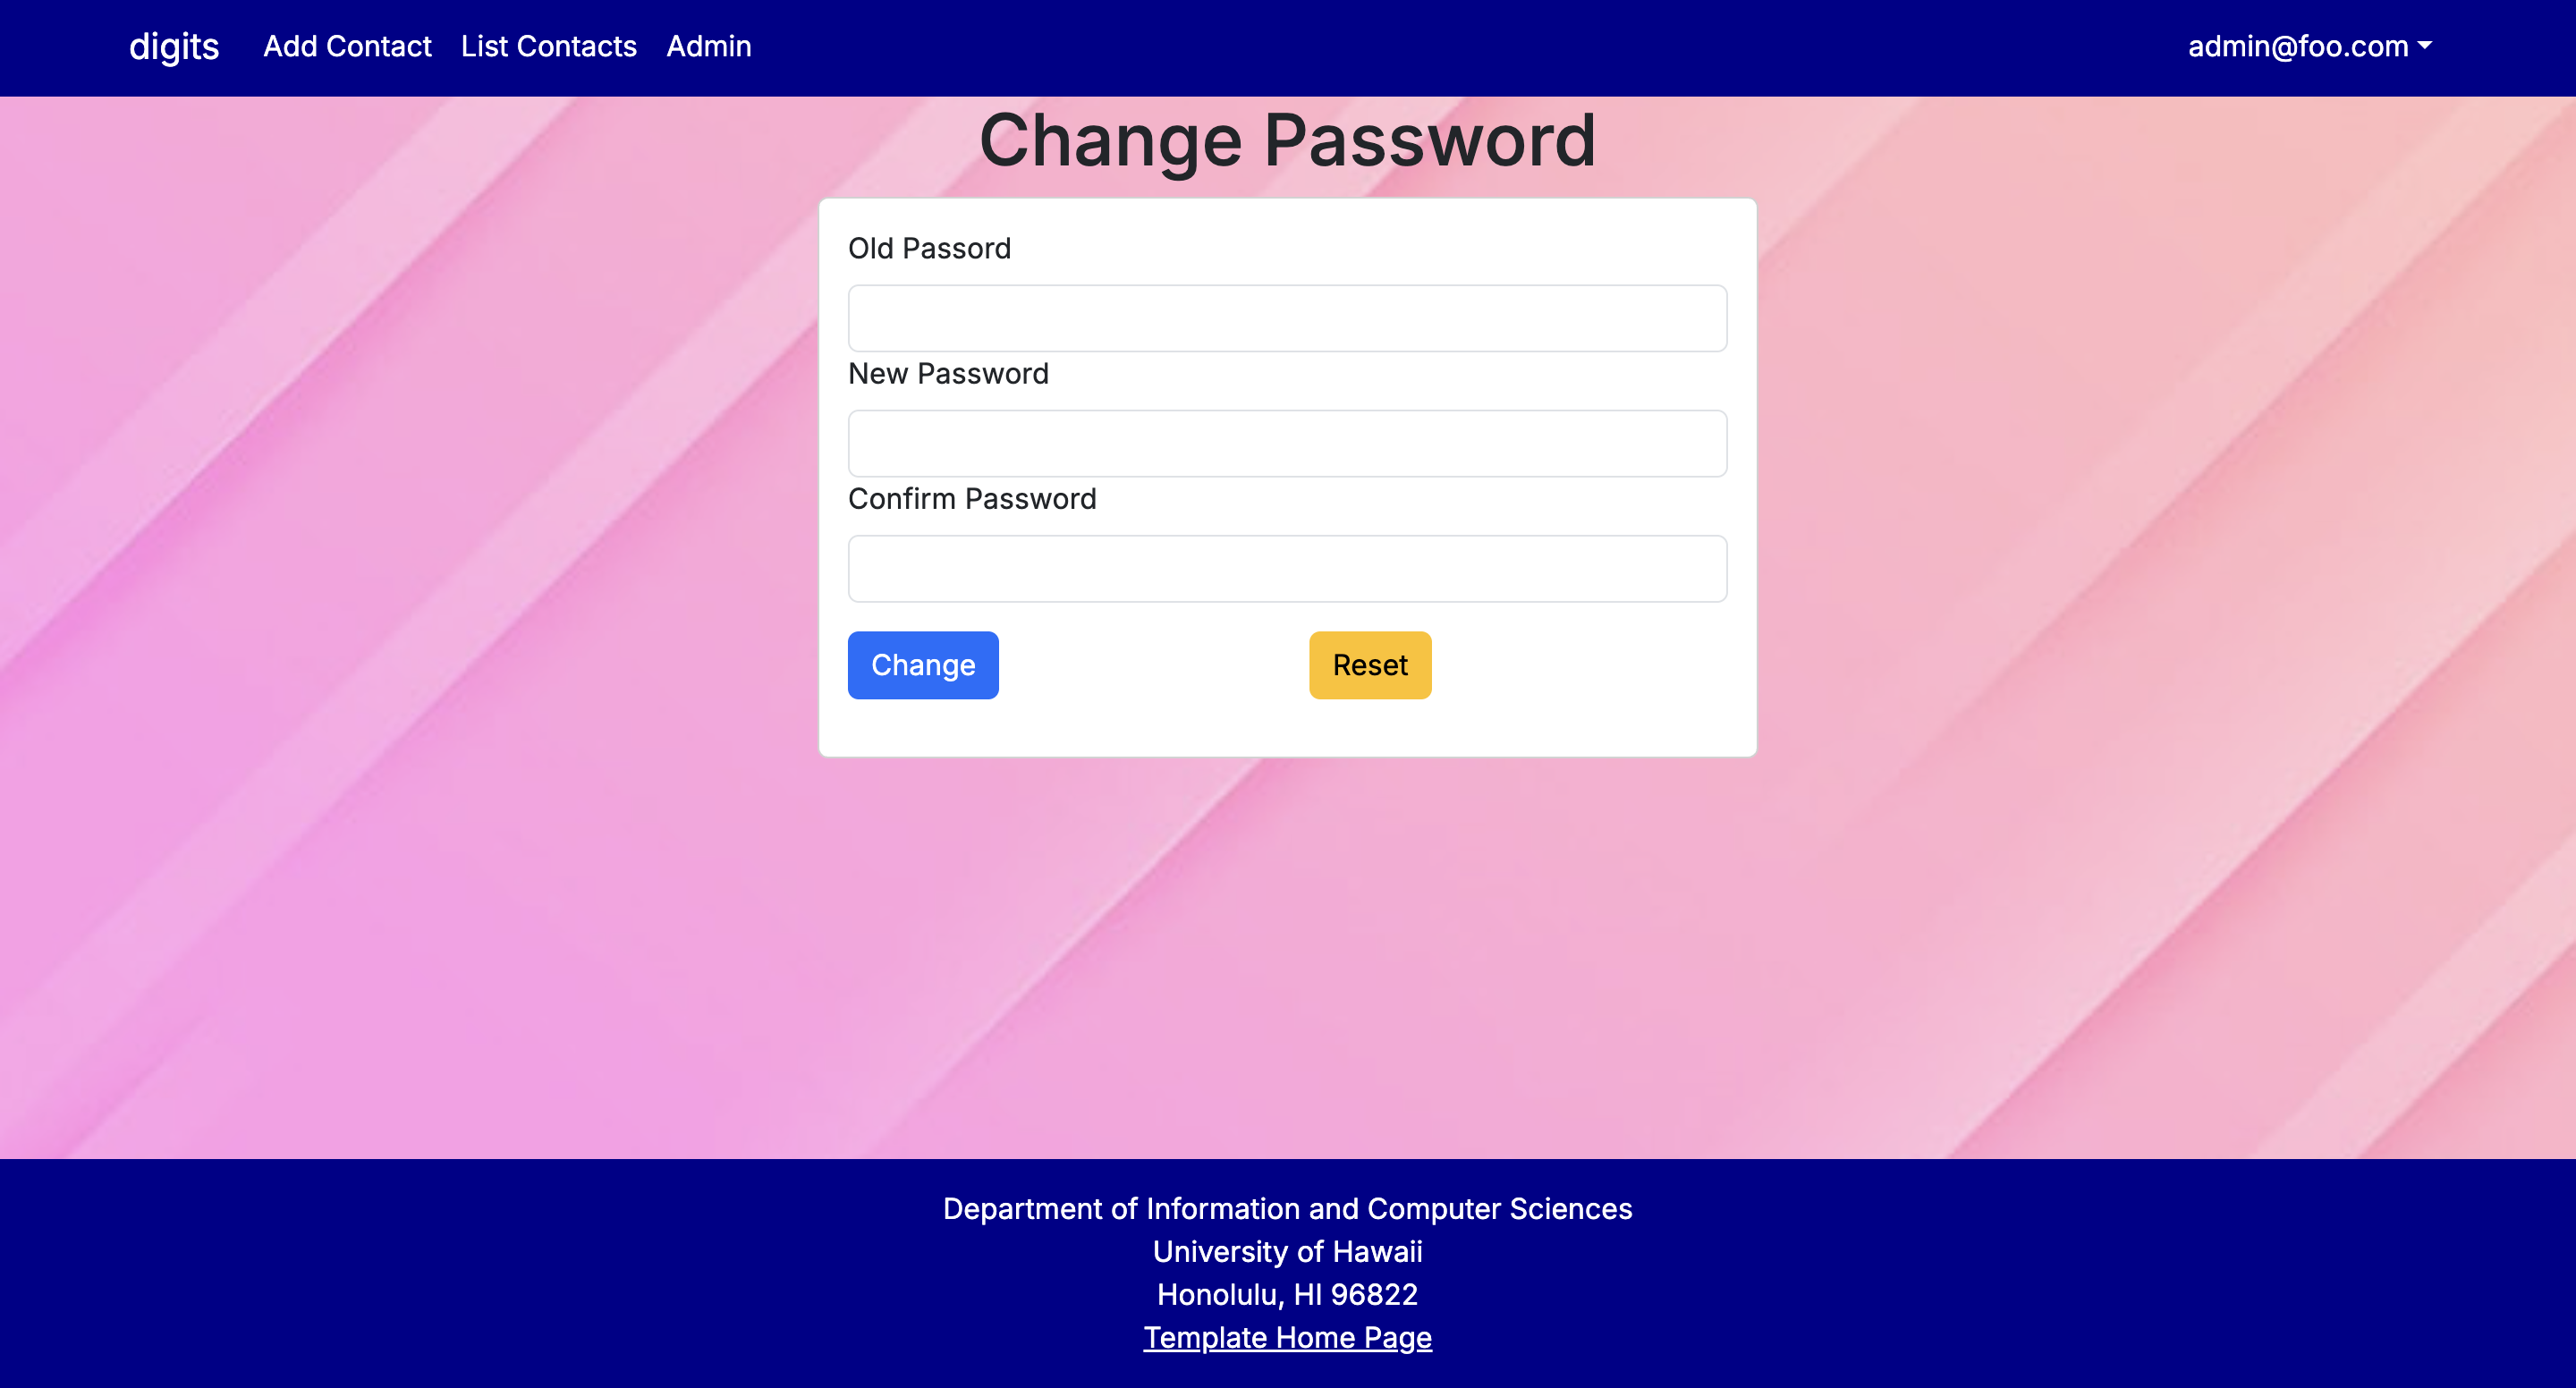 digits Add Contact List Contacts Admin admin@foo.com
Change Password
Old Passord
New Password
Confirm Password
Change Reset
Department of Information and Computer Sciences
University of Hawaii
Honolulu, HI 96822
Template Home Page